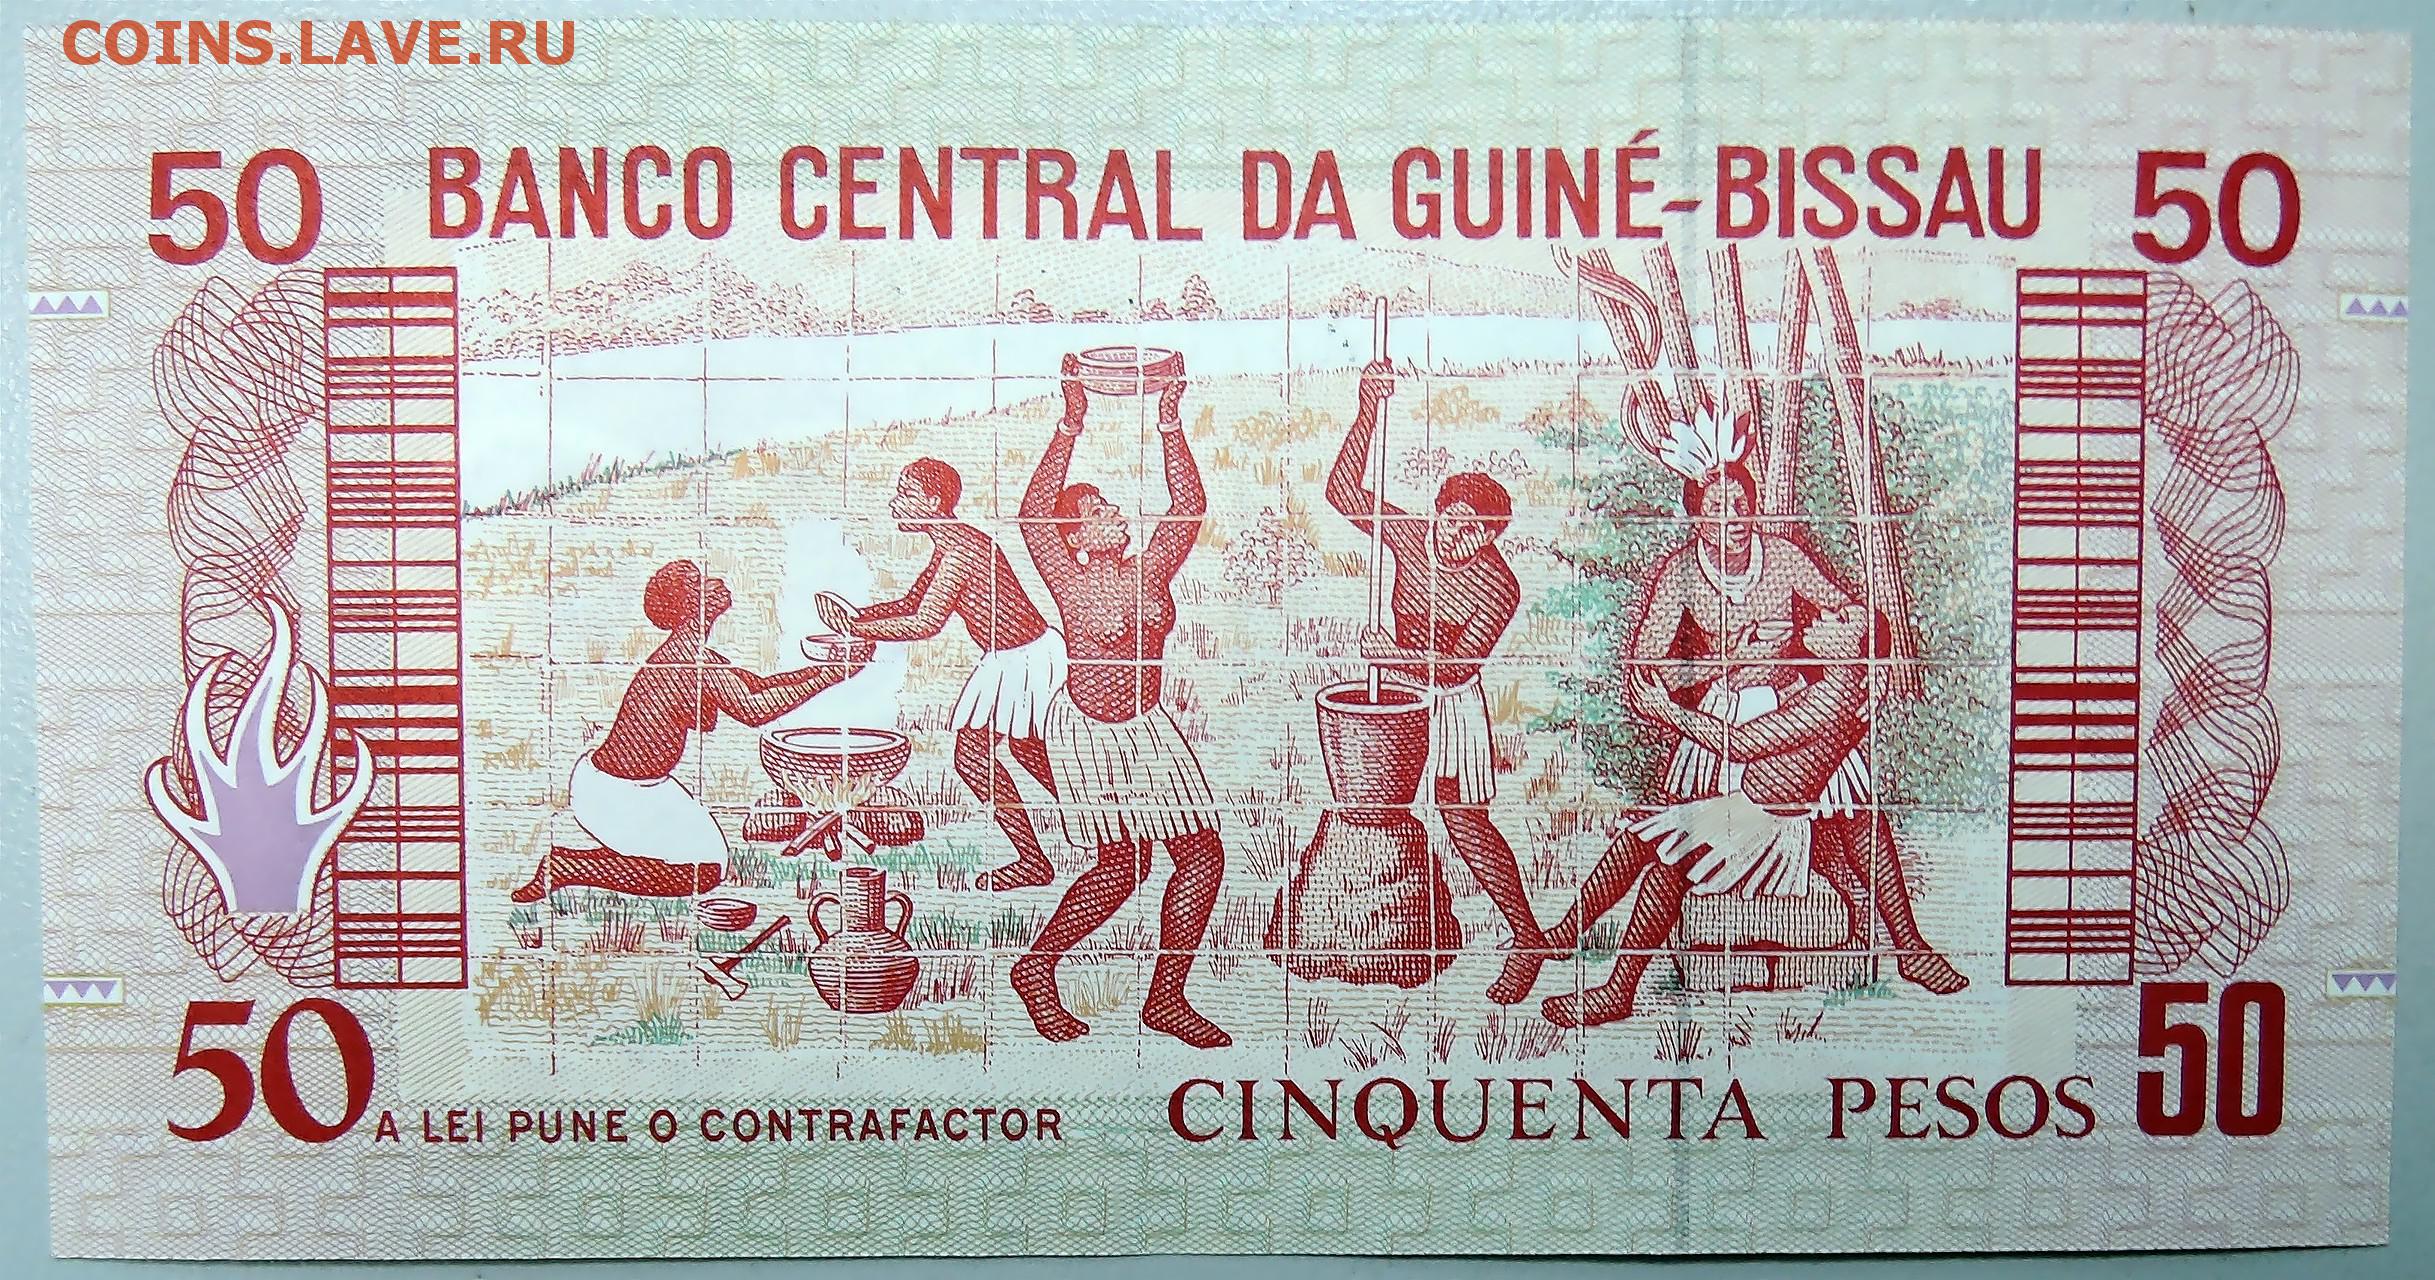 COINS.LAVE.RU
50 BANCO CENTRAL DA GUINÉ-BISSAU 50
50 A LEI PUNE O CONTRAFACTOR CINQUENTA PESOS 50